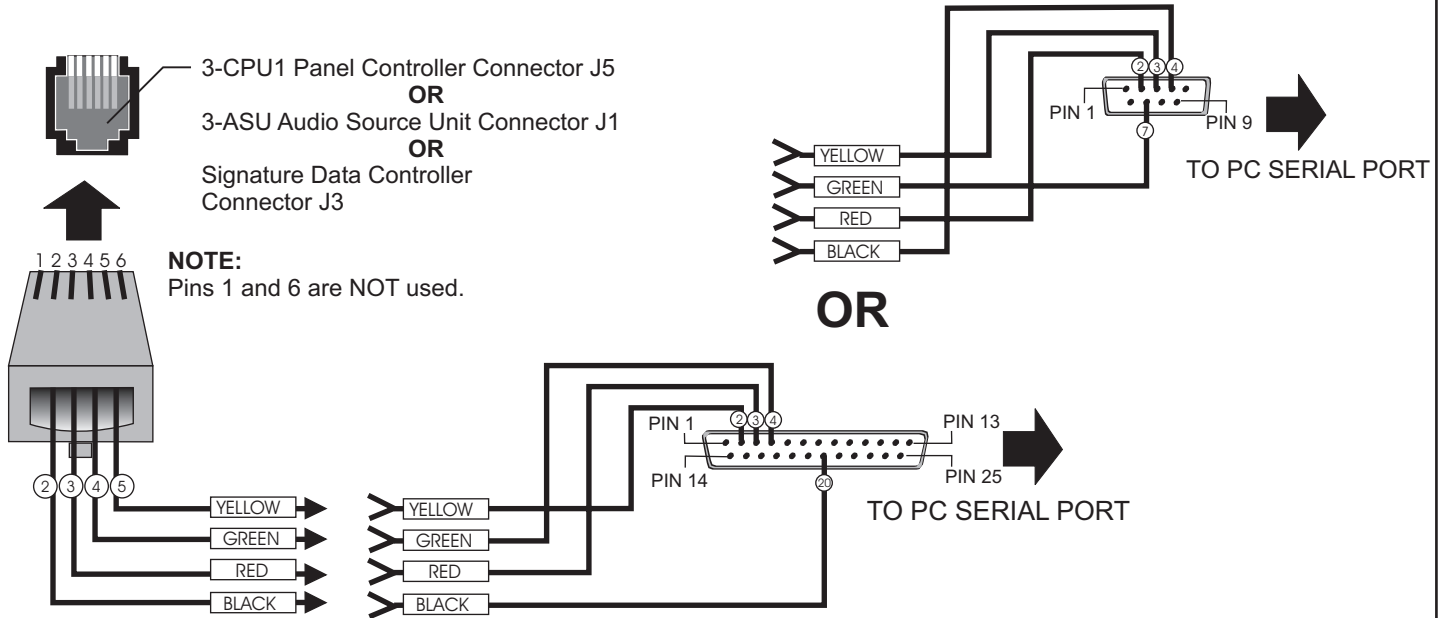 3-CPU1 Panel Controller Connector J5
OR
3-ASU Audio Source Unit Connector J1
OR
Signature Data Controller
Connector J3
1 2 3 4 5 6
NOTE:
Pins 1 and 6 are NOT used.
2 3 4 5
YELLOW
GREEN
RED
BLACK
2 3 4
PIN 1
PIN 9
7
TO PC SERIAL PORT
YELLOW
GREEN
RED
BLACK
OR
2 3 4
PIN 1
PIN 13
PIN 14
PIN 25
20
TO PC SERIAL PORT
YELLOW
GREEN
RED
BLACK